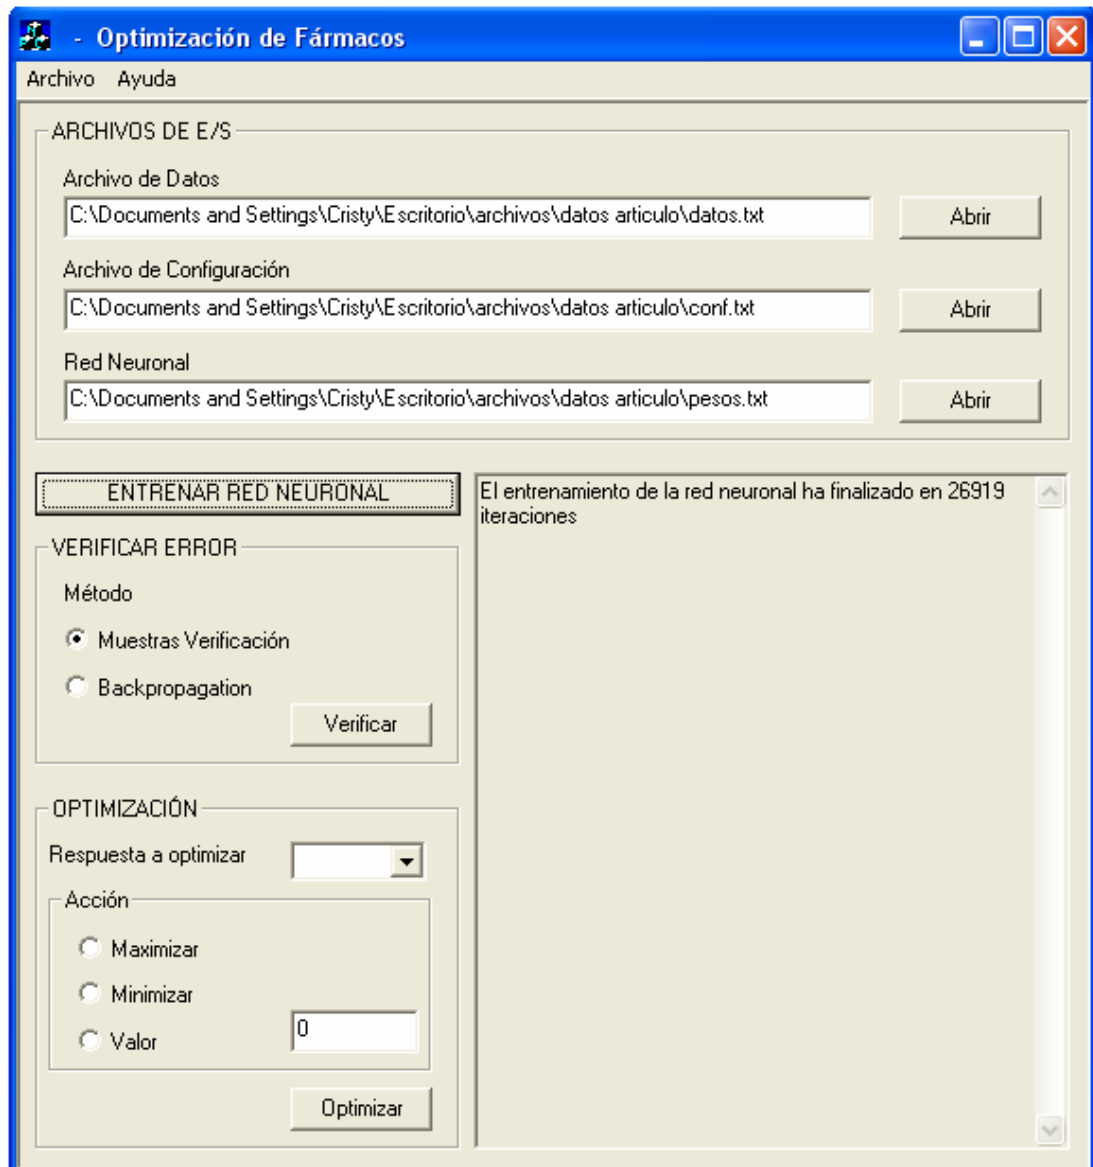 - Optimización de Fármacos
Archivo Ayuda
ARCHIVOS DE E/S
Archivo de Datos
C:\Documents and Settings\Cristy\Escritorio\archivos\datos articulo\datos.txt
Abrir
Archivo de Configuración
C:\Documents and Settings\Cristy\Escritorio\archivos\datos articulo\conf.txt
Abrir
Red Neuronal
C:\Documents and Settings\Cristy\Escritorio\archivos\datos articulo\pesos.txt
Abrir
ENTRENAR RED NEURONAL
El entrenamiento de la red neuronal ha finalizado en 26919
iteraciones
VERIFICAR ERROR
Método
Muestras Verificación
Backpropagation
Verificar
OPTIMIZACIÓN
Respuesta a optimizar
Acción
Maximizar
Minimizar
Valor
0
Optimizar